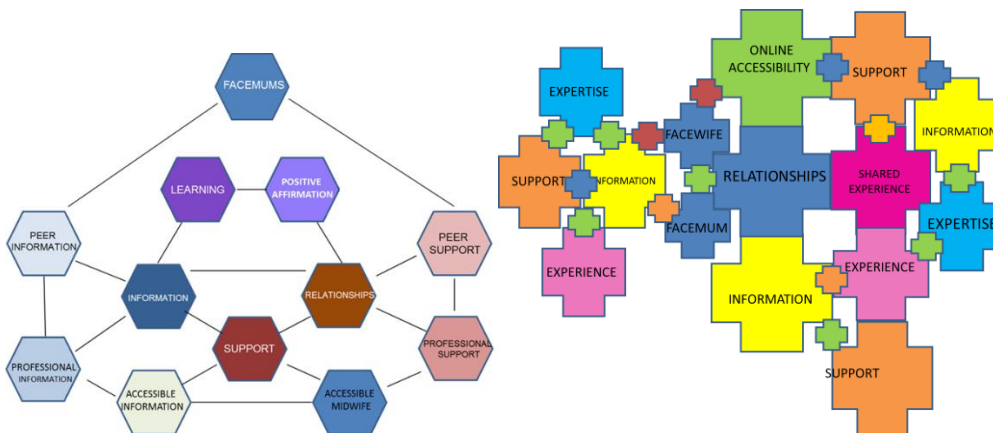 FACEMUMS
LEARNING
POSITIVE
AFFIRMATION
PEER
INFORMATION
PEER
SUPPORT
INFORMATION
RELATIONSHIPS
SUPPORT
PROFESSIONAL
INFORMATION
PROFESSIONAL
SUPPORT
ACCESSIBLE
INFORMATION
ACCESSIBLE
MIDWIFE
ONLINE
ACCESSIBILITY
SUPPORT
EXPERTISE
FACEWIFE
INFORMATION
SUPPORT
INFORMATION
RELATIONSHIPS
SHARED
EXPERIENCE
FACEMUM
EXPERTISE
EXPERIENCE
EXPERIENCE
INFORMATION
SUPPORT